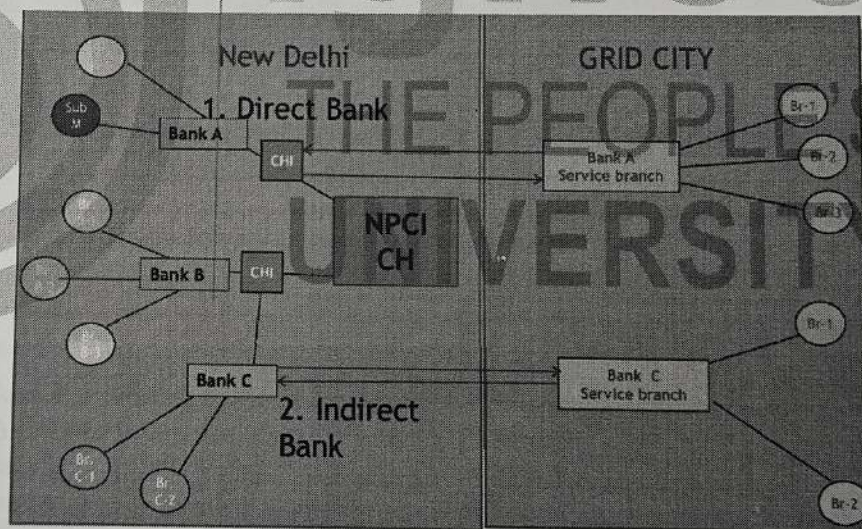 New Delhi
GRID CITY
THE PEOPLE'S
UNIVERSITY
1. Direct Bank
Sub
M
Bank A
CHI
Bank A
Service branch
Br-1
Br-2
NPCI
CH
Bank B
CHI
Bank C
2. Indirect
Bank
Bank C
Service branch
Br-1
Br-2
Br.
C-1
Br.
C-2